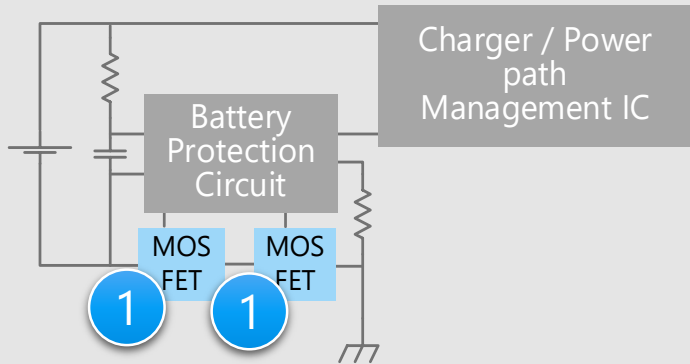 Charger / Power
path
Management IC
Battery
Protection
Circuit
MOS
FET
MOS
FET
1
1